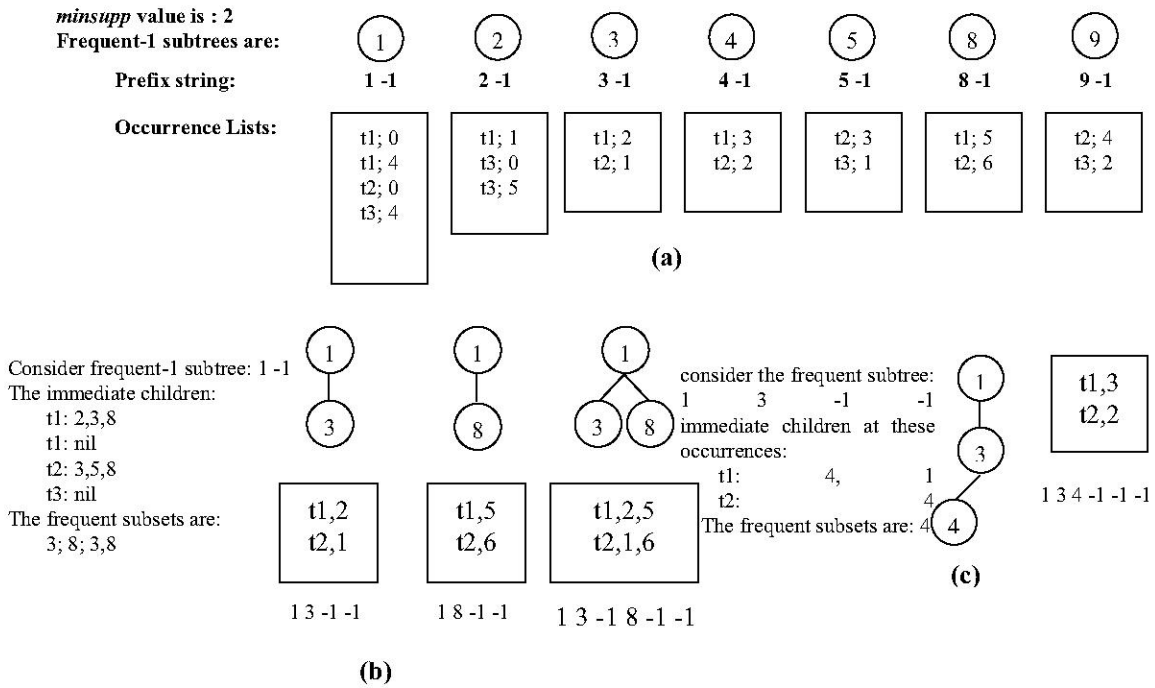 minsupp value is : 2
Frequent-1 subtrees are:
1 2 3 4 5 8 9
Prefix string: 1 -1 2 -1 3 -1 4 -1 5 -1 8 -1 9 -1
Occurrence Lists:
t1; 0 t1; 1 t1; 2 t1; 3 t2; 3 t1; 5 t2; 4
t1; 4 t3; 0 t2; 1 t2; 2 t3; 1 t2; 6 t3; 2
t2; 0 t3; 5
t3; 4
(a)
Consider frequent-1 subtree: 1 -1
The immediate children:
t1: 2,3,8
t1: nil
t2: 3,5,8
t3: nil
The frequent subsets are:
3; 8; 3,8
1 1 1
3 8 3 8
t1,2 t1,5 t1,2,5
t2,1 t2,6 t2,1,6
1 3 -1 -1 1 8 -1 -1 1 3 -1 8 -1 -1
(b)
consider the frequent subtree:
1 3 -1 -1
immediate children at these
occurrences:
t1: 4, 1
t2: 4
The frequent subsets are: 4
1
3
4
t1,3
t2,2
1 3 4 -1 -1 -1
(c)